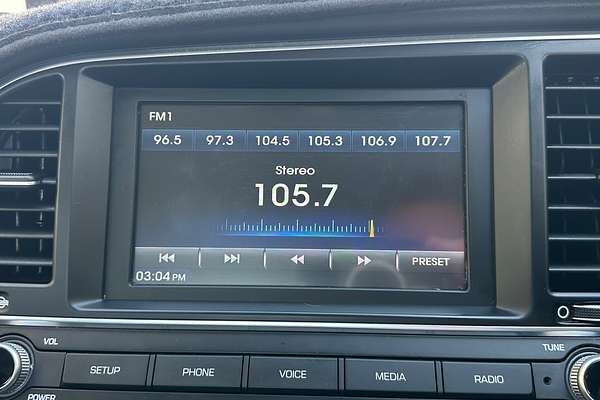 FM1
96.5 97.3 104.5 105.3 106.9 107.7
Stereo
105.7
PRESET
03:04 PM
VOL TUNE
SETUP PHONE VOICE MEDIA RADIO
POWER